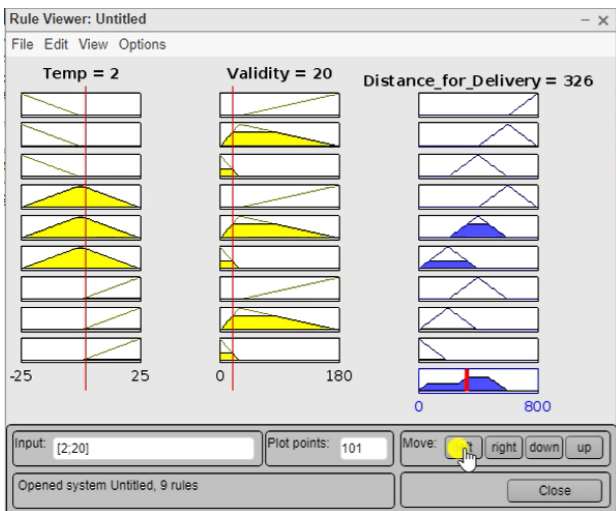 Rule Viewer: Untitled
File Edit View Options
Temp = 2
Validity = 20
Distance_for_Delivery = 326
-25 25
0 180
0 800
Input: [2;20]
Plot points: 101
Move: right down up
Opened system Untitled, 9 rules
Close